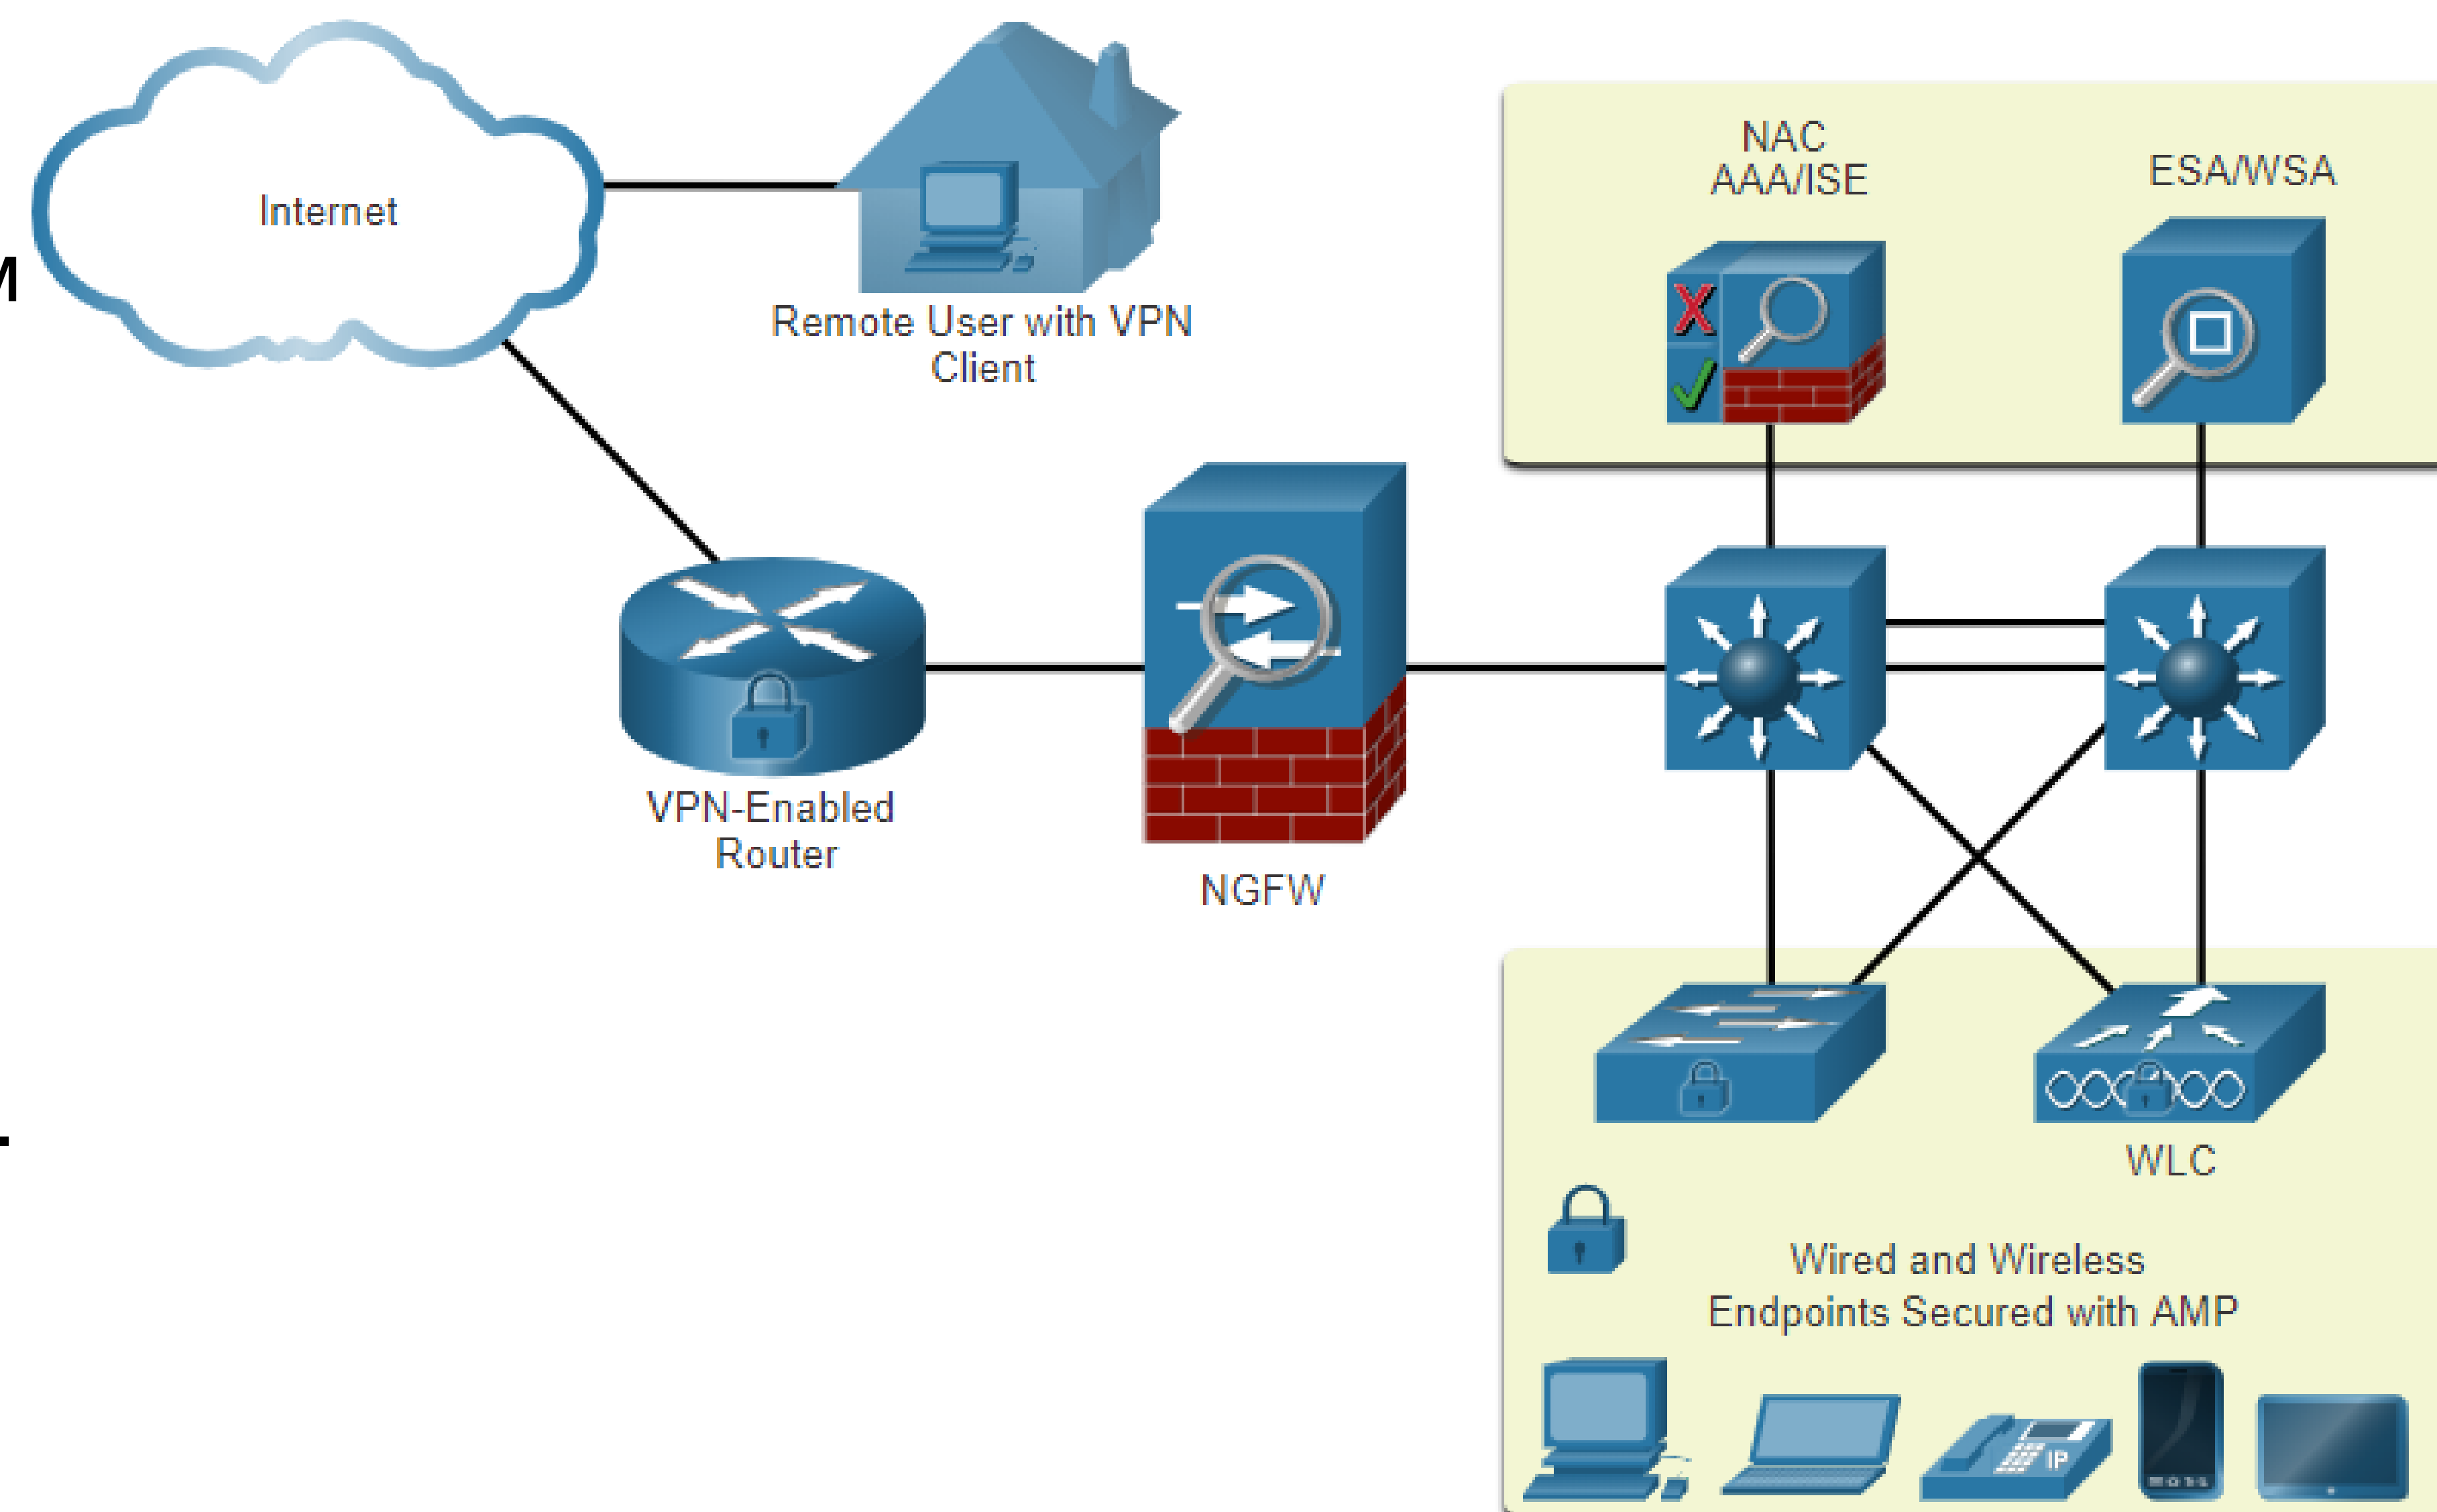 Internet
M
Remote User with VPN
Client
NAC
AAA/ISE
ESA/WSA
VPN-Enabled
Router
NGFW
WLC
Wired and Wireless
Endpoints Secured with AMP
IP